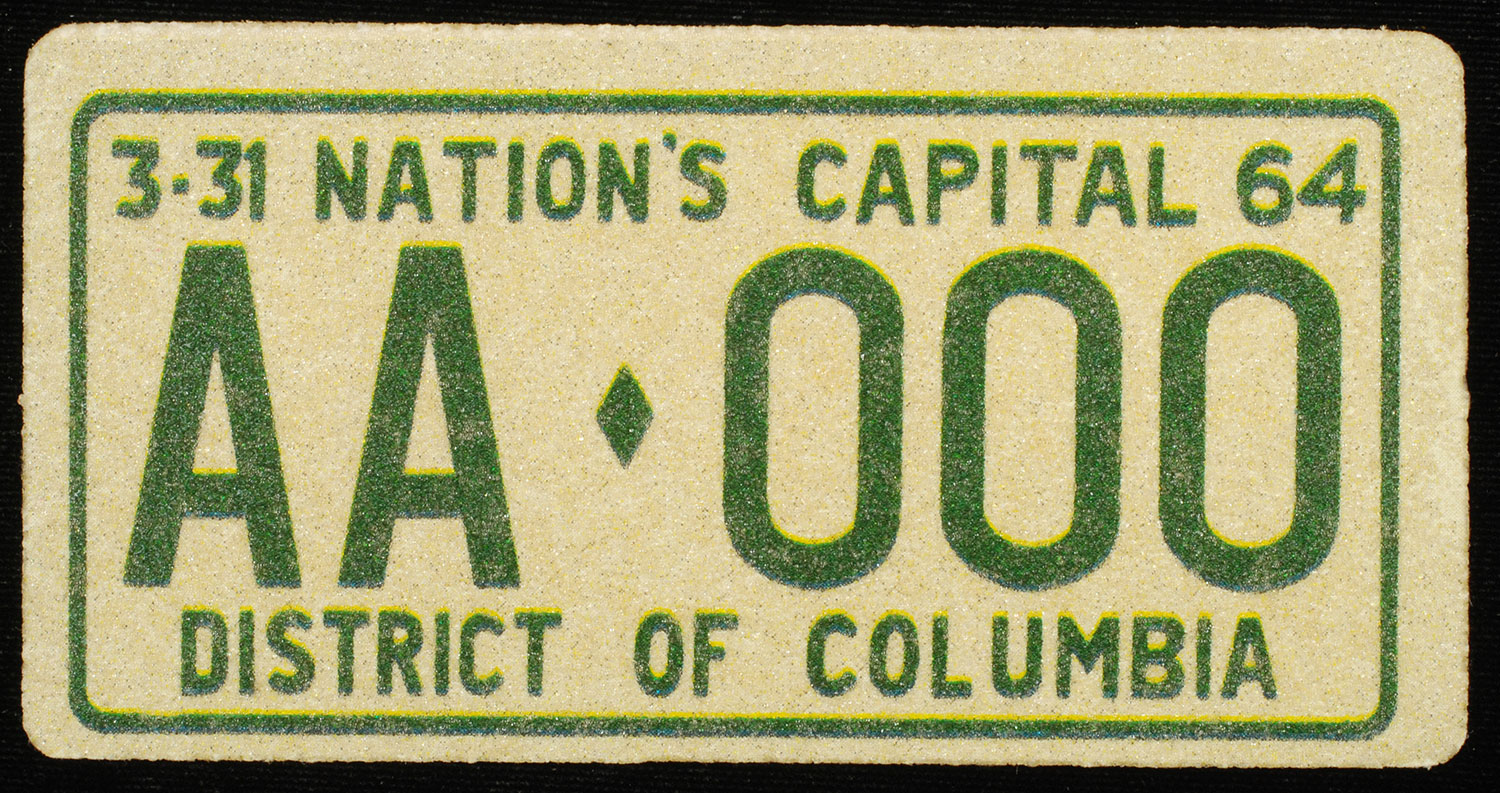 3-31 NATION'S CAPITAL 64
AA♦000
DISTRICT OF COLUMBIA